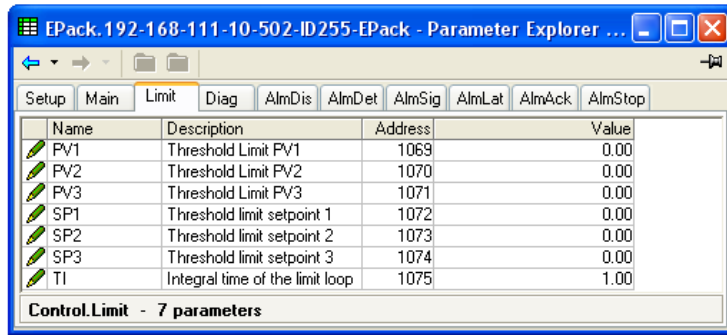 EPack.192-168-111-10-502-ID255-EPack - Parameter Explorer ...
Setup Main Limit Diag AlmDis AlmDet AlmSig AlmLat AlmAck AlmStop
Name Description Address Value
PV1 Threshold Limit PV1 1069 0.00
PV2 Threshold Limit PV2 1070 0.00
PV3 Threshold Limit PV3 1071 0.00
SP1 Threshold limit setpoint 1 1072 0.00
SP2 Threshold limit setpoint 2 1073 0.00
SP3 Threshold limit setpoint 3 1074 0.00
TI Integral time of the limit loop 1075 1.00
Control.Limit - 7 parameters